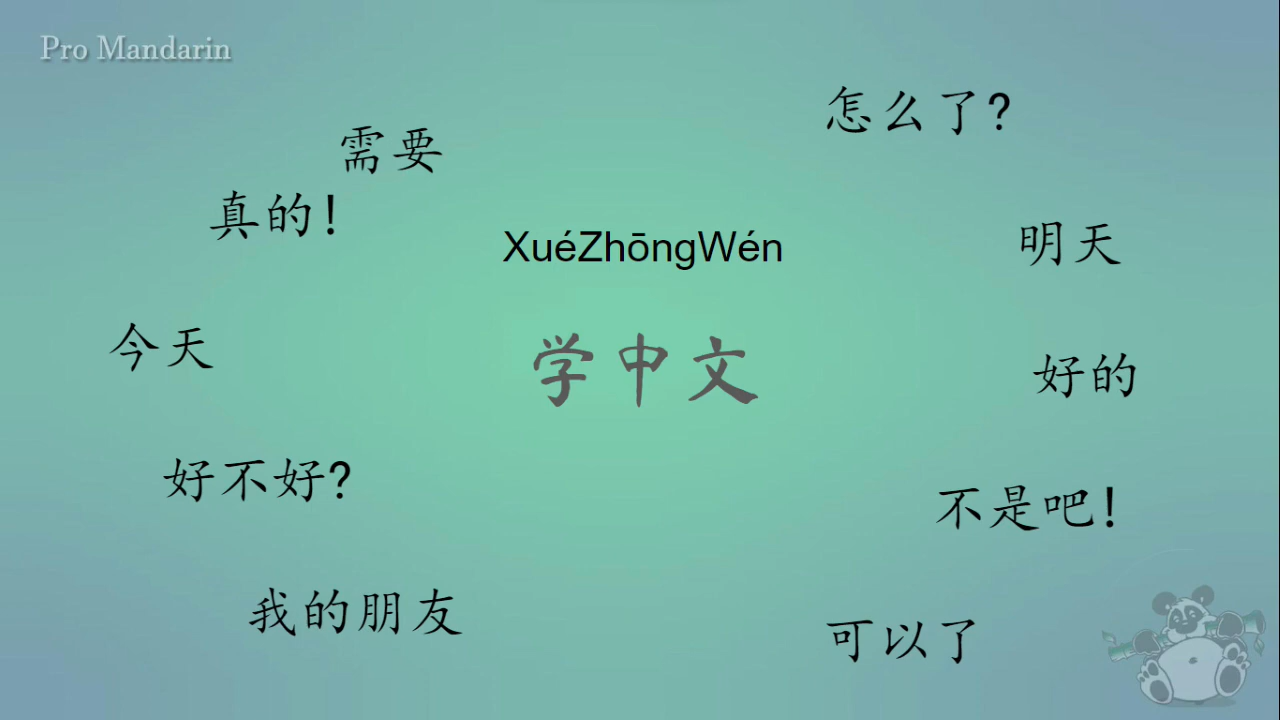 Pro Mandarin
怎么了?
需要
真的!
XuéZhōngWén
明天
今天
学中文
好的
好不好?
不是吧!
我的朋友
可以了